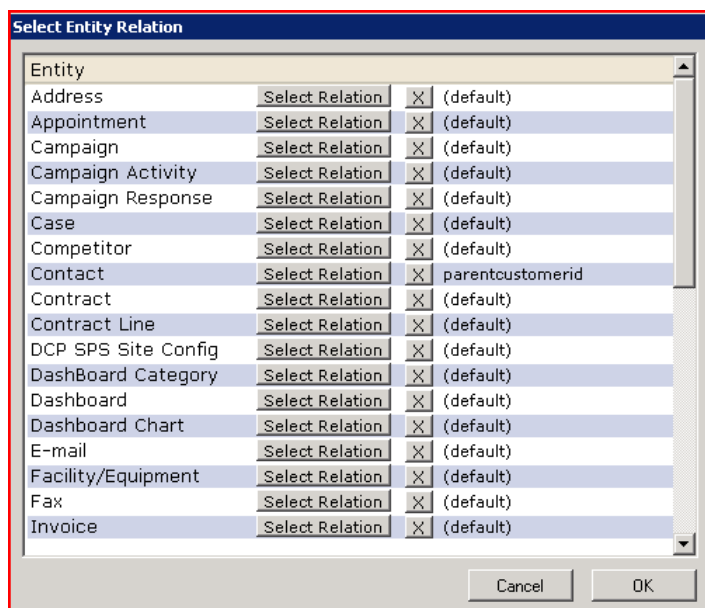 Select Entity Relation
Entity
Address Select Relation X (default)
Appointment Select Relation X (default)
Campaign Select Relation X (default)
Campaign Activity Select Relation X (default)
Campaign Response Select Relation X (default)
Case Select Relation X (default)
Competitor Select Relation X (default)
Contact Select Relation X parentcustomerid
Contract Select Relation X (default)
Contract Line Select Relation X (default)
DCP SPS Site Config Select Relation X (default)
DashBoard Category Select Relation X (default)
Dashboard Select Relation X (default)
Dashboard Chart Select Relation X (default)
E-mail Select Relation X (default)
Facility/Equipment Select Relation X (default)
Fax Select Relation X (default)
Invoice Select Relation X (default)
Cancel OK